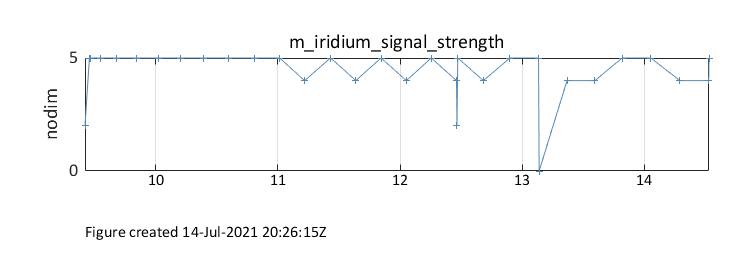 m_iridium_signal_strength
5
nodim
0
10 11 12 13 14
Figure created 14-Jul-2021 20:26:15Z